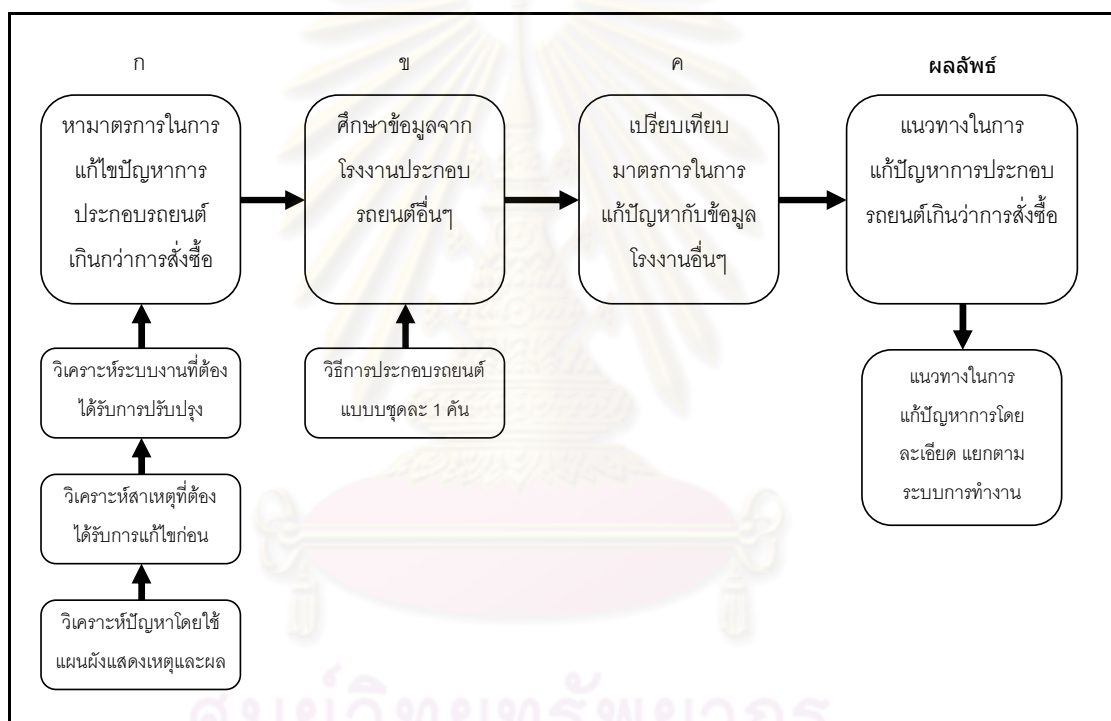 ก
หามาตรการในการ
แก้ไขปัญหาการ
ประกอบรถยนต์
เกินกว่าการสั่งซื้อ
วิเคราะห์ระบบงานที่ต้อง
ได้รับการปรับปรุง
วิเคราะห์สาเหตุที่ต้อง
ได้รับการแก้ไขก่อน
วิเคราะห์ปัญหาโดยใช้
แผนผังแสดงเหตุและผล
ข
ศึกษาข้อมูลจาก
โรงงานประกอบ
รถยนต์อื่นๆ
วิธีการประกอบรถยนต์
แบบบชุดละ 1 คัน
ค
เปรียบเทียบ
มาตรการในการ
แก้ปัญหากับข้อมูล
โรงงานอื่นๆ
ผลลัพธ์
แนวทางในการ
แก้ปัญหาการประกอบ
รถยนต์เกินว่าการสั่งซื้อ
แนวทางในการ
แก้ปัญหาการโดย
ละเอียด แยกตาม
ระบบการทำงาน
ศูนย์วิทยทรัพยากร